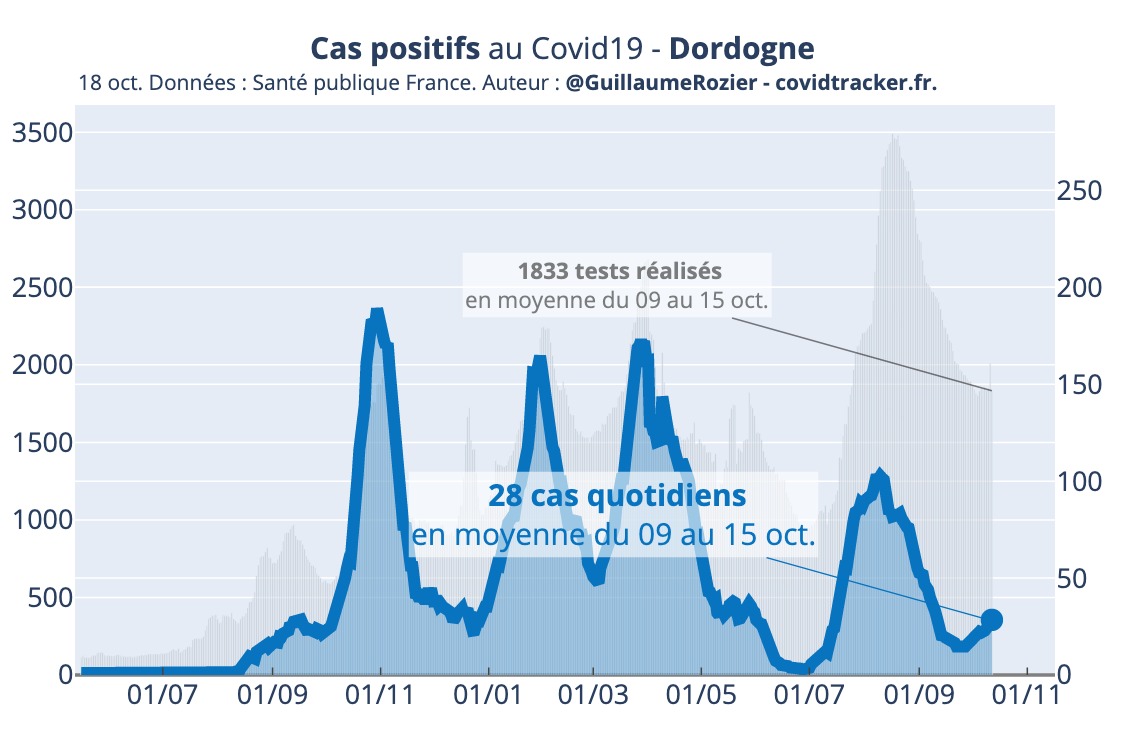 Cas positifs au Covid19 - Dordogne
18 oct. Données : Santé publique France. Auteur : @GuillaumeRozier - covidtracker.fr.
3500
3000
2500
2000
1500
1000
500
0
250
200
150
100
50
0
1833 tests réalisés
en moyenne du 09 au 15 oct.
28 cas quotidiens
en moyenne du 09 au 15 oct.
01/07 01/09 01/11 01/01 01/03 01/05 01/07 01/09 01/11